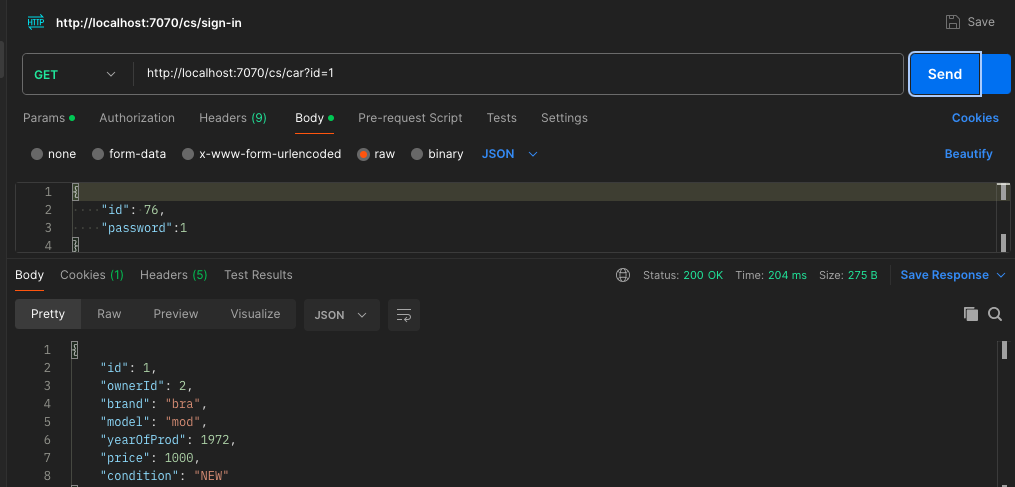 HTTP http://localhost:7070/cs/sign-in Save
GET http://localhost:7070/cs/car?id=1 Send
Params Authorization Headers (9) Body Pre-request Script Tests Settings Cookies
none form-data x-www-form-urlencoded raw binary JSON Beautify
1 {
2 "id": 76,
3 "password":1
4 }
Body Cookies (1) Headers (5) Test Results Status: 200 OK Time: 204 ms Size: 275 B Save Response
Pretty Raw Preview Visualize JSON
1 {
2 "id": 1,
3 "ownerId": 2,
4 "brand": "bra",
5 "model": "mod",
6 "yearOfProd": 1972,
7 "price": 1000,
8 "condition": "NEW"